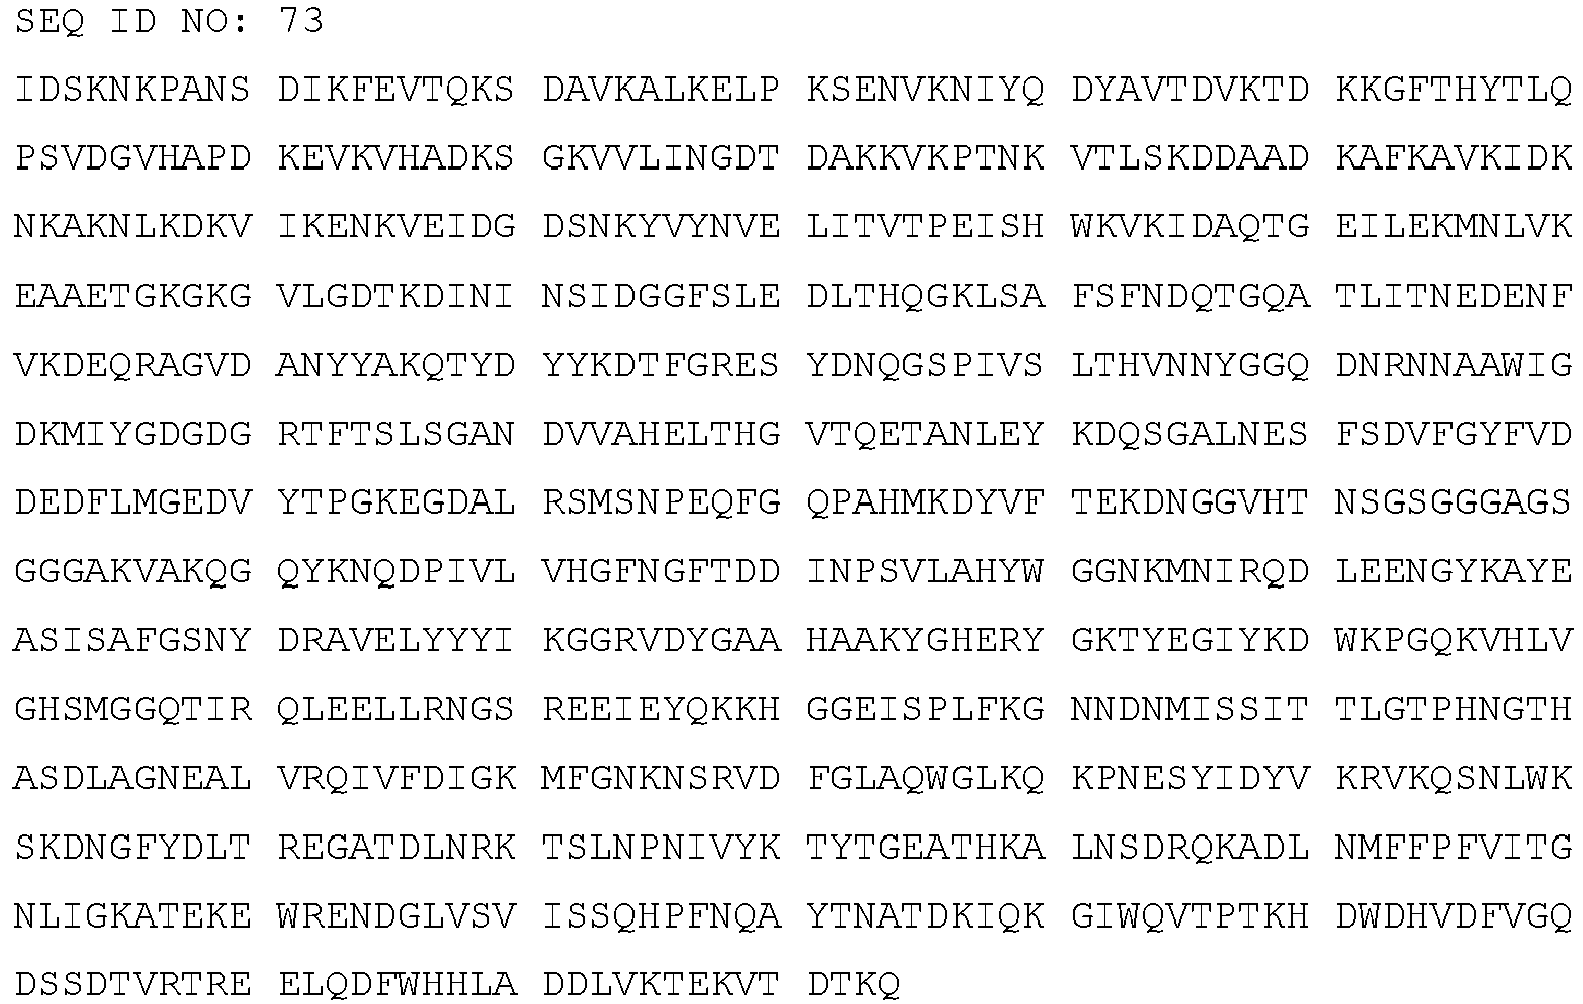 SEQ ID NO: 73
IDSKNKPANS DIKFEVTQKS DAVKALKELP KSENVKNIYQ DYAVTDVKTD KKGFTHYTLQ
PSVDGVHAPD KEVKVHADKS GKVVLINGDT DAKKVKPTNK VTLSKDDAAD KAFKAVKIDK
NKAKNLKDKV IKENKVEIDG DSNKYVYNVE LITVTPEISH WKVKIDAQTG EILEKMNLVK
EAAETGKGKG VLGDTKDINI NSIDGGFSLE DLTHQGKLSA FSFNDQTGQA TLITNEDENF
VKDEQRAGVD ANYYAKQTYD YYKDTFGRES YDNQGSPIVS LTHVNNYGGQ DNRNNAAWIG
DKMIYGDGDG RTFTSLSGAN DVVAHELTHG VTQETANLEY KDQSGALNES FSDVFGYFVD
DEDFLMGEDV YTPGKEGDAL RSMSNPEQFG QPAHMKDYVF TEKDNGGVHT NSGSGGGAGS
GGGAKVAKQG QYKNQDPIVL VHGFNGFTDD INPSVLAHYW GGNKMNIRQD LEENGYKAYE
ASISAFGSNY DRAVELYYYI KGGRVDYGAA HAAKYGHERY GKTYEGIYKD WKPGQKVHLV
GHSMGGQTIR QLEELLRNGS REEIEYQKKH GGEISPLFKG NNDNMISSIT TLGTPHNGTH
ASDLAGNEAL VRQIVFDIGK MFGNKNSRVD FGLAQWGLKQ KPNESYIDYV KRVKQSNLWK
SKDNGFYDLT REGATDLNRK TSLNPNIVYK TYTGEATHKA LNSDRQKADL NMFFPFVITG
NLIGKATEKE WRENDGLVSV ISSQHPFNQA YTNATDKIQK GIWQVTPTKH DWDHVDFVGQ
DSSDTVRTRE ELQDFWHHLA DDLVKTEKVT DTKQ